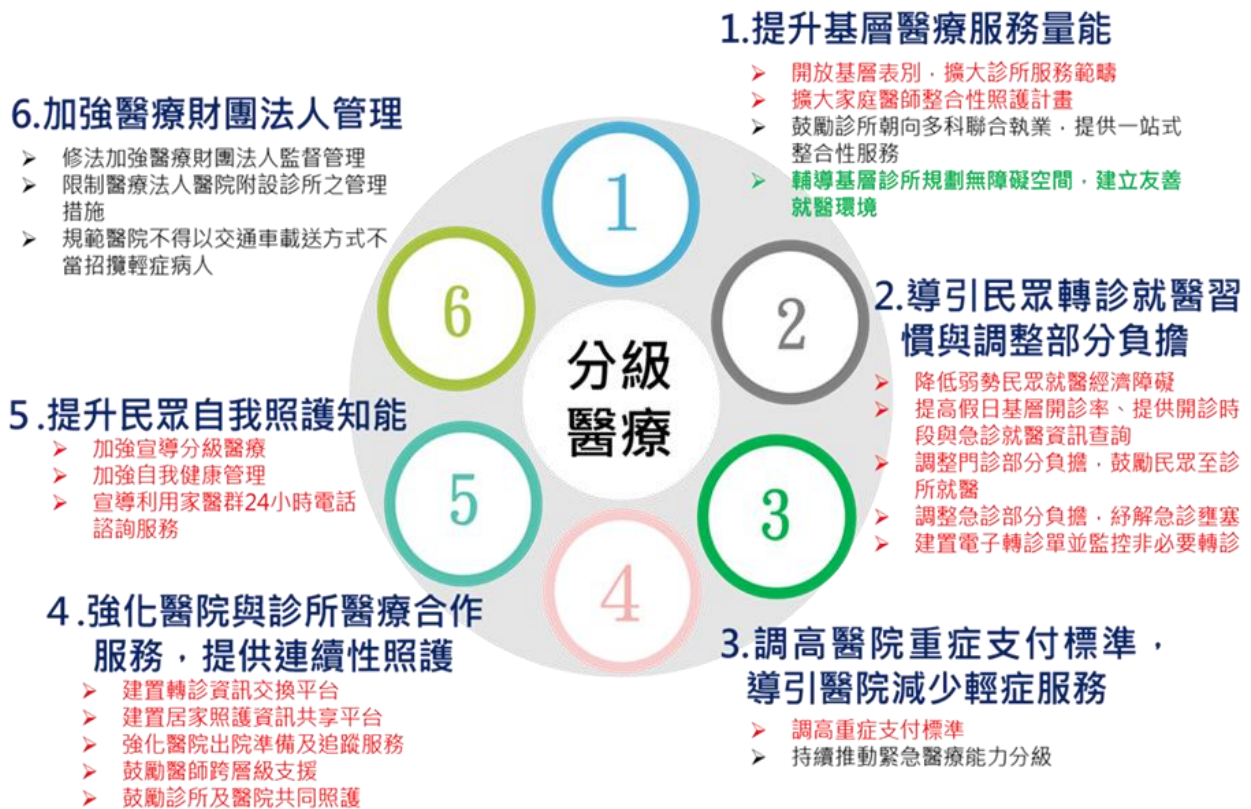 1.提升基層醫療服務量能
➢ 開放基層表別，擴大診所服務範疇
➢ 擴大家庭醫師整合性照護計畫
➢ 鼓勵診所朝向多科聯合執業，提供一站式
整合性服務
➢ 輔導基層診所規劃無障礙空間，建立友善
就醫環境
2.導引民眾轉診就醫習
慣與調整部分負擔
➢ 降低弱勢民眾就醫經濟障礙
➢ 提高假日基層開診率、提供開診時
段與急診就醫資訊查詢
➢ 調整門診部分負擔，鼓勵民眾至診
所就醫
➢ 調整急診部分負擔，紓解急診壅塞
➢ 建置電子轉診單並監控非必要轉診
3.調高醫院重症支付標準，
導引醫院減少輕症服務
➢ 調高重症支付標準
➢ 持續推動緊急醫療能力分級
4.強化醫院與診所醫療合作
服務，提供連續性照護
➢ 建置轉診資訊交換平台
➢ 建置居家照護資訊共享平台
➢ 強化醫院出院準備及追蹤服務
➢ 鼓勵醫師跨層級支援
➢ 鼓勵診所及醫院共同照護
5.提升民眾自我照護知能
➢ 加強宣導分級醫療
➢ 加強自我健康管理
➢ 宣導利用家醫群24小時電話
諮詢服務
6.加強醫療財團法人管理
➢ 修法加強醫療財團法人監督管理
➢ 限制醫療法人醫院附設診所之管理
措施
➢ 規範醫院不得以交通車載送方式不
當招攬輕症病人
分級
醫療
1
2
3
4
5
6